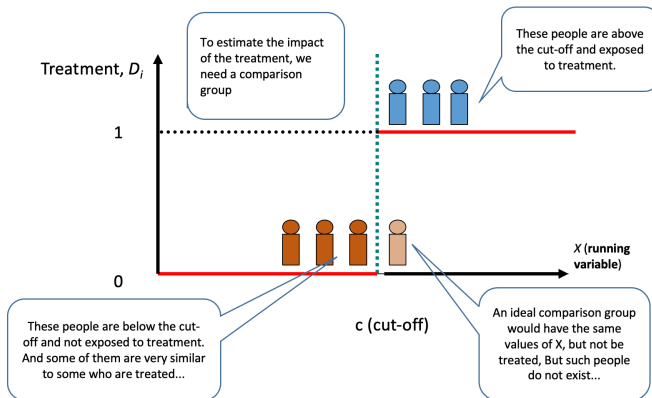 To estimate the impact
of the treatment, we
need a comparison
group
These people are above
the cut-off and exposed
to treatment.
Treatment, Dᵢ
1
0
X (running
variable)
c (cut-off)
These people are below the cut-
off and not exposed to treatment.
And some of them are very similar
to some who are treated...
An ideal comparison group
would have the same
values of X, but not be
treated, But such people
do not exist...